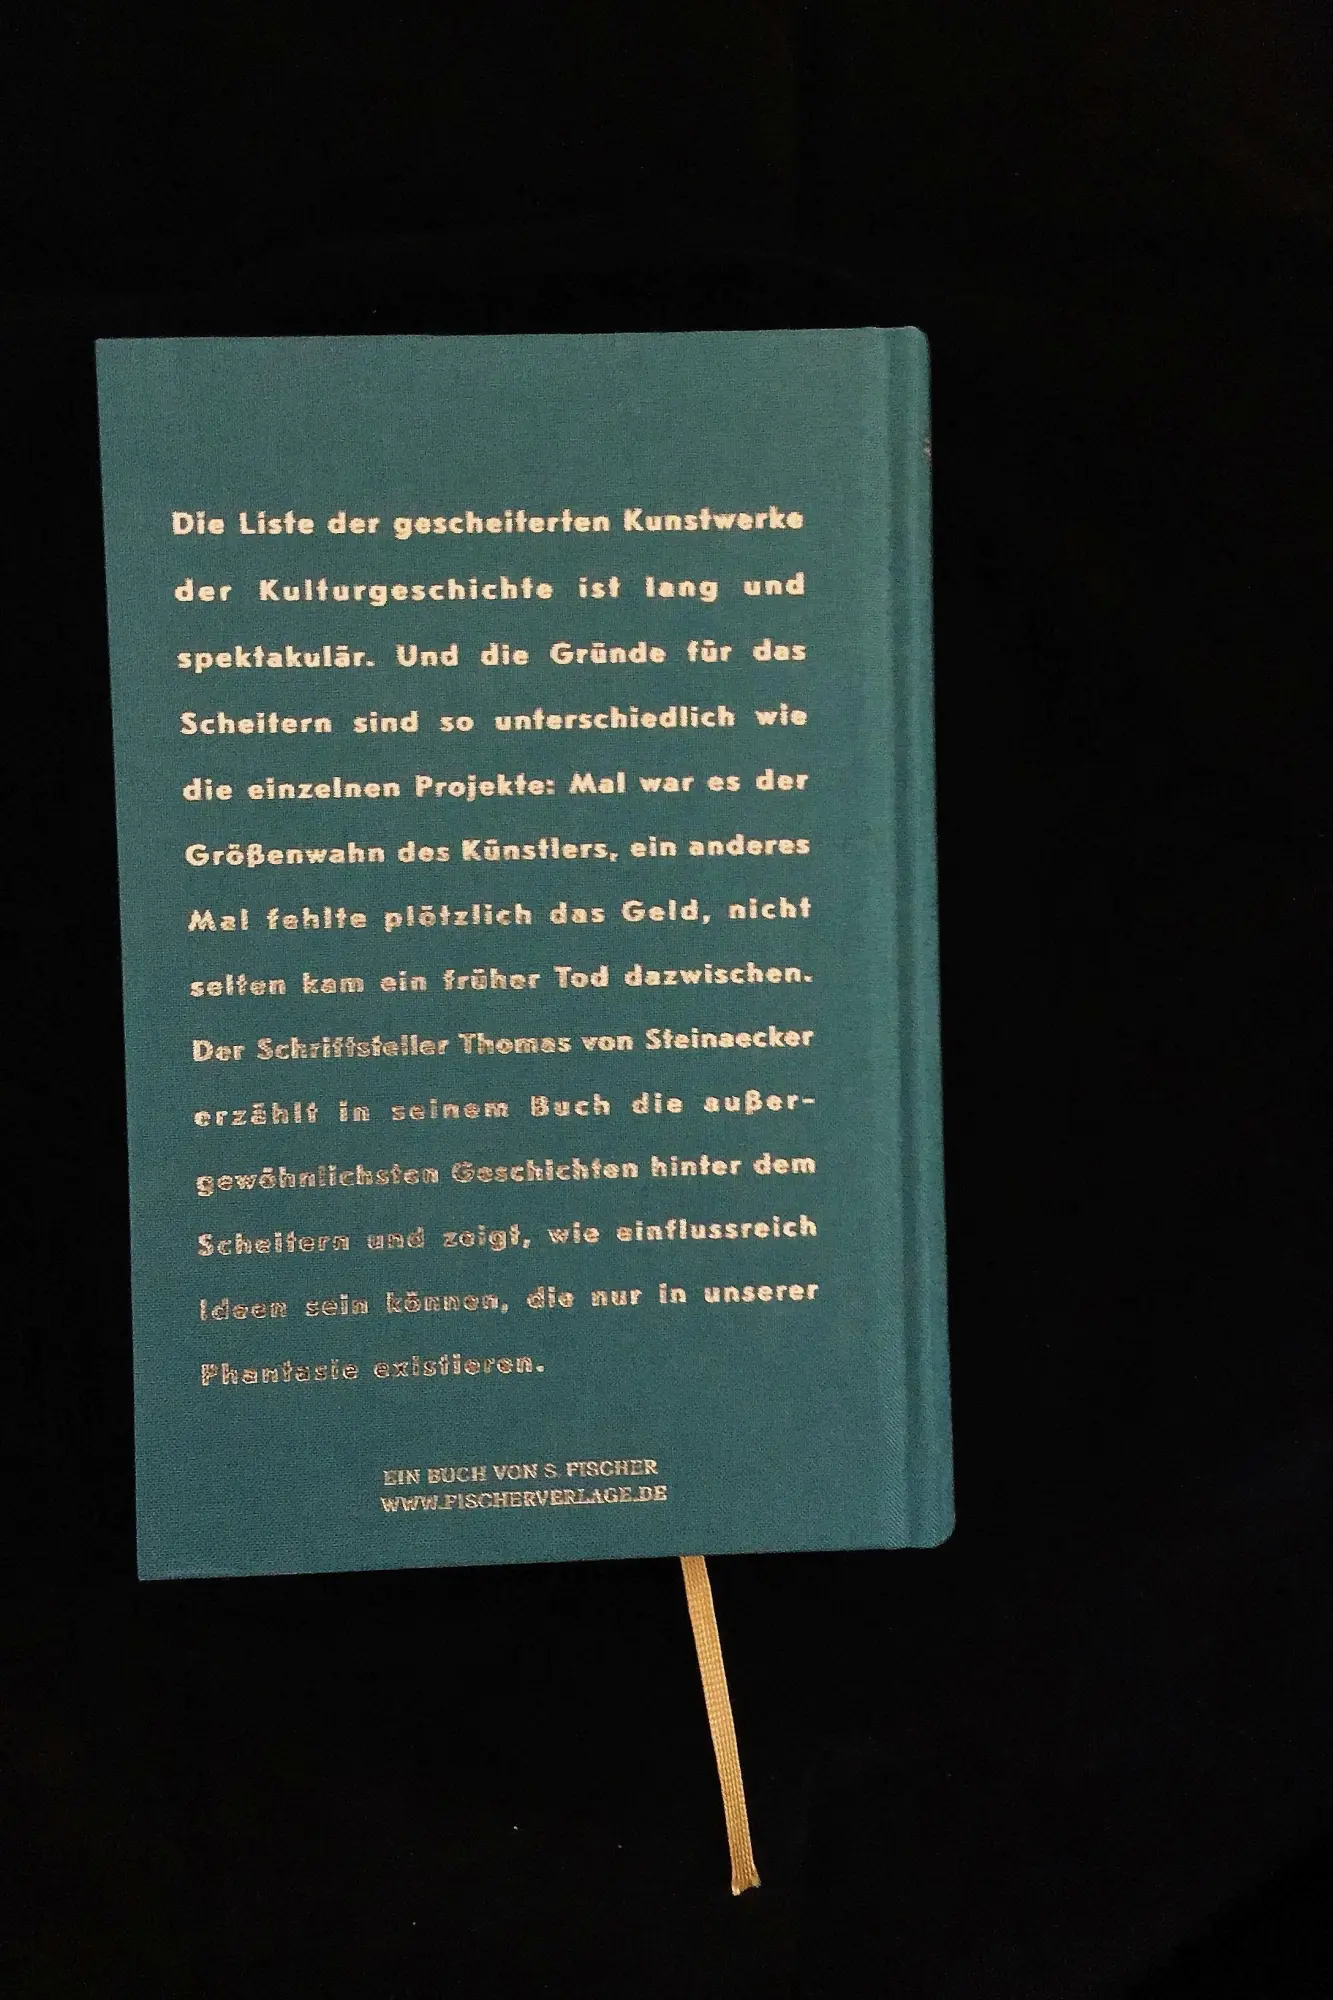 Die Liste der gescheiterten Kunstwerke
der Kulturgeschichte ist lang und
spektakulär. Und die Gründe für das
Scheitern sind so unterschiedlich wie
die einzelnen Projekte: Mal war es der
Größenwahn des Künstlers, ein anderes
Mal fehlte plötzlich das Geld, nicht
selten kam ein früher Tod dazwischen.
Der Schriftsteller Thomas von Steinaecker
erzählt in seinem Buch die außer-
gewöhnlichsten Geschichten hinter dem
Scheitern und zeigt, wie einflussreich
Ideen sein können, die nur in unserer
Phantasie existieren.
EIN BUCH VON S. FISCHER
WWW.FISCHERVERLAGE.DE